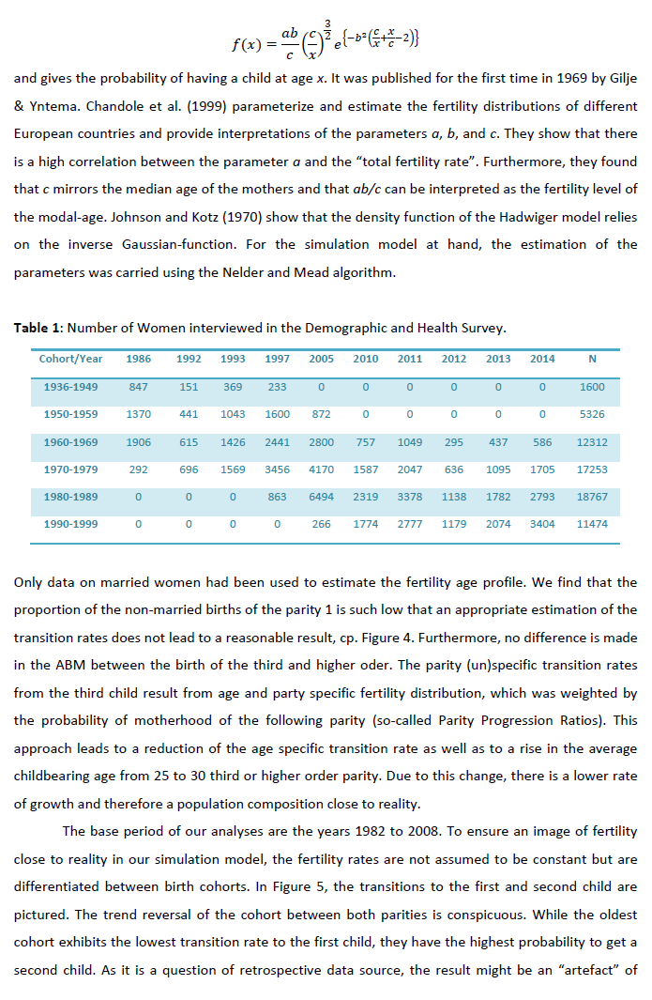 f(x) = ab/c (c/x)^(3/2) e^{−b²(c/x + x/c − 2)}
and gives the probability of having a child at age x. It was published for the first time in 1969 by Gilje
& Yntema. Chandole et al. (1999) parameterize and estimate the fertility distributions of different
European countries and provide interpretations of the parameters a, b, and c. They show that there
is a high correlation between the parameter a and the “total fertility rate”. Furthermore, they found
that c mirrors the median age of the mothers and that ab/c can be interpreted as the fertility level of
the modal-age. Johnson and Kotz (1970) show that the density function of the Hadwiger model relies
on the inverse Gaussian-function. For the simulation model at hand, the estimation of the
parameters was carried using the Nelder and Mead algorithm.
Table 1: Number of Women interviewed in the Demographic and Health Survey.
Cohort/Year 1986 1992 1993 1997 2005 2010 2011 2012 2013 2014 N
1936-1949 847 151 369 233 0 0 0 0 0 0 1600
1950-1959 1370 441 1043 1600 872 0 0 0 0 0 5326
1960-1969 1906 615 1426 2441 2800 757 1049 295 437 586 12312
1970-1979 292 696 1569 3456 4170 1587 2047 636 1095 1705 17253
1980-1989 0 0 0 863 6494 2319 3378 1138 1782 2793 18767
1990-1999 0 0 0 0 266 1774 2777 1179 2074 3404 11474
Only data on married women had been used to estimate the fertility age profile. We find that the
proportion of the non-married births of the parity 1 is such low that an appropriate estimation of the
transition rates does not lead to a reasonable result, cp. Figure 4. Furthermore, no difference is made
in the ABM between the birth of the third and higher oder. The parity (un)specific transition rates
from the third child result from age and party specific fertility distribution, which was weighted by
the probability of motherhood of the following parity (so-called Parity Progression Ratios). This
approach leads to a reduction of the age specific transition rate as well as to a rise in the average
childbearing age from 25 to 30 third or higher order parity. Due to this change, there is a lower rate
of growth and therefore a population composition close to reality.
The base period of our analyses are the years 1982 to 2008. To ensure an image of fertility
close to reality in our simulation model, the fertility rates are not assumed to be constant but are
differentiated between birth cohorts. In Figure 5, the transitions to the first and second child are
pictured. The trend reversal of the cohort between both parities is conspicuous. While the oldest
cohort exhibits the lowest transition rate to the first child, they have the highest probability to get a
second child. As it is a question of retrospective data source, the result might be an “artefact” of